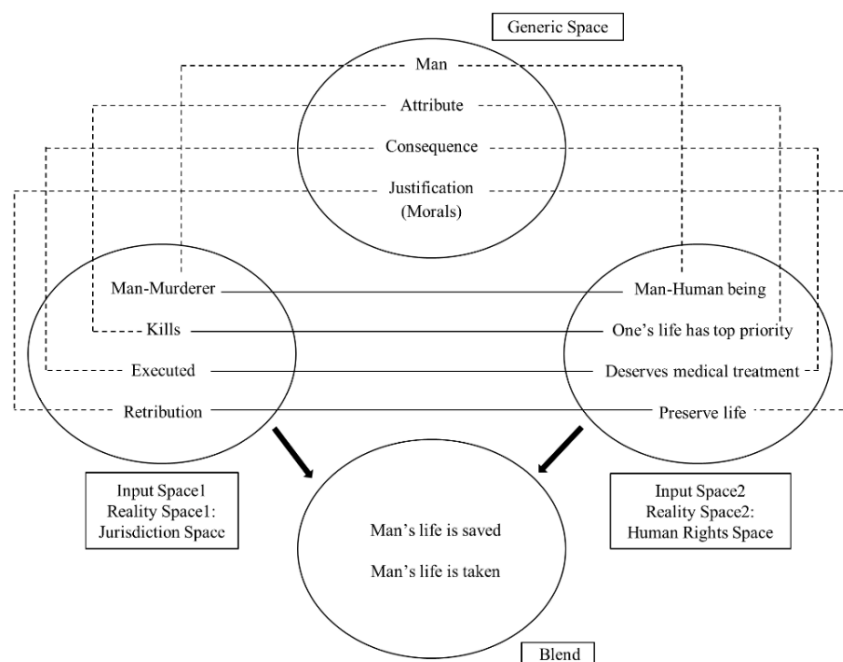 Generic Space
Man
Attribute
Consequence
Justification
(Morals)
Man-Murderer
Man-Human being
Kills
One's life has top priority
Executed
Deserves medical treatment
Retribution
Preserve life
Input Space1
Reality Space1:
Jurisdiction Space
Input Space2
Reality Space2:
Human Rights Space
Man's life is saved
Man's life is taken
Blend